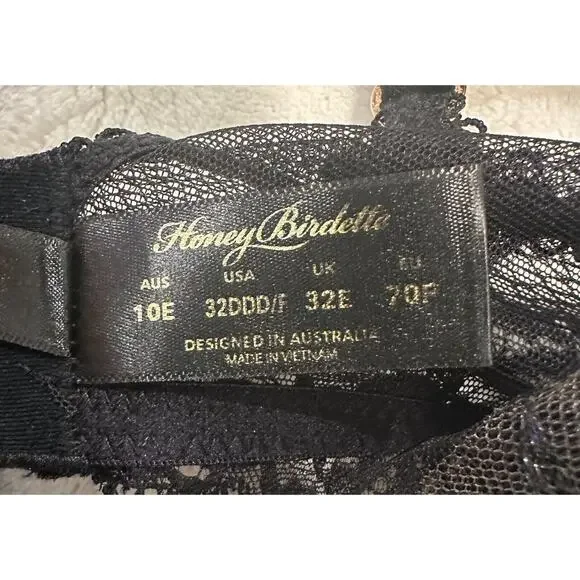 Honey Birdette
AUS USA UK EU
10E 32DDD/F 32E 70F
DESIGNED IN AUSTRALIA
MADE IN VIETNAM